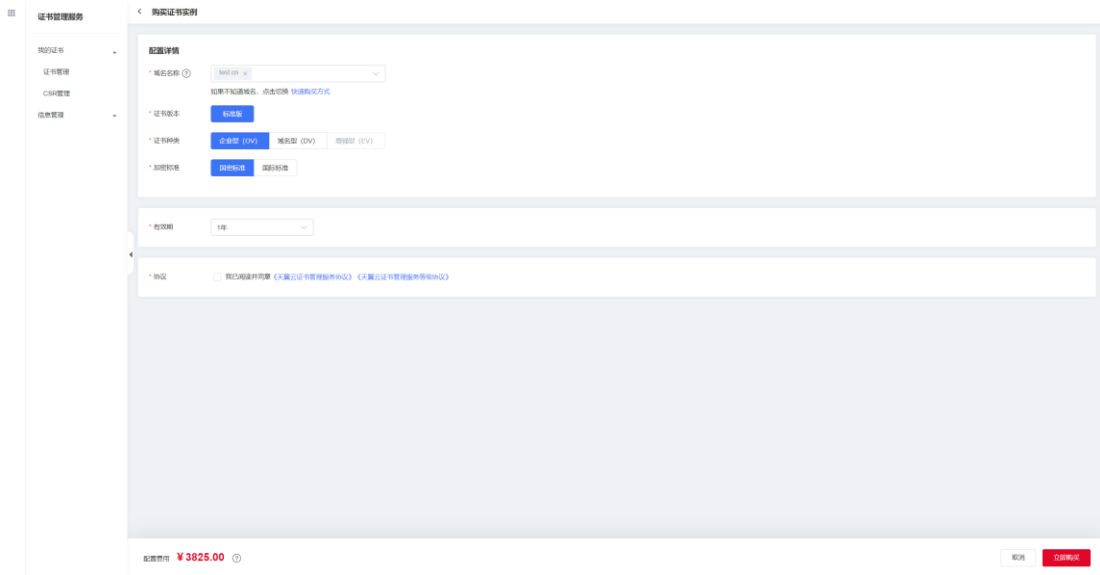 证书管理服务
购买证书实例
我的证书
证书管理
CSR管理
信息管理
配置详情
* 域名名称 ?
test.cn ×
如果不知道域名，点击切换 快速购买方式
* 证书版本
标准版
* 证书种类
企业型 (OV) 域名型 (DV) 增强型 (EV)
* 加密标准
国密标准 国际标准
* 有效期
1年
* 协议
我已阅读并同意《天翼云证书管理服务协议》《天翼云证书管理服务等级协议》
配置费用 ¥3825.00 ?
取消 立即购买